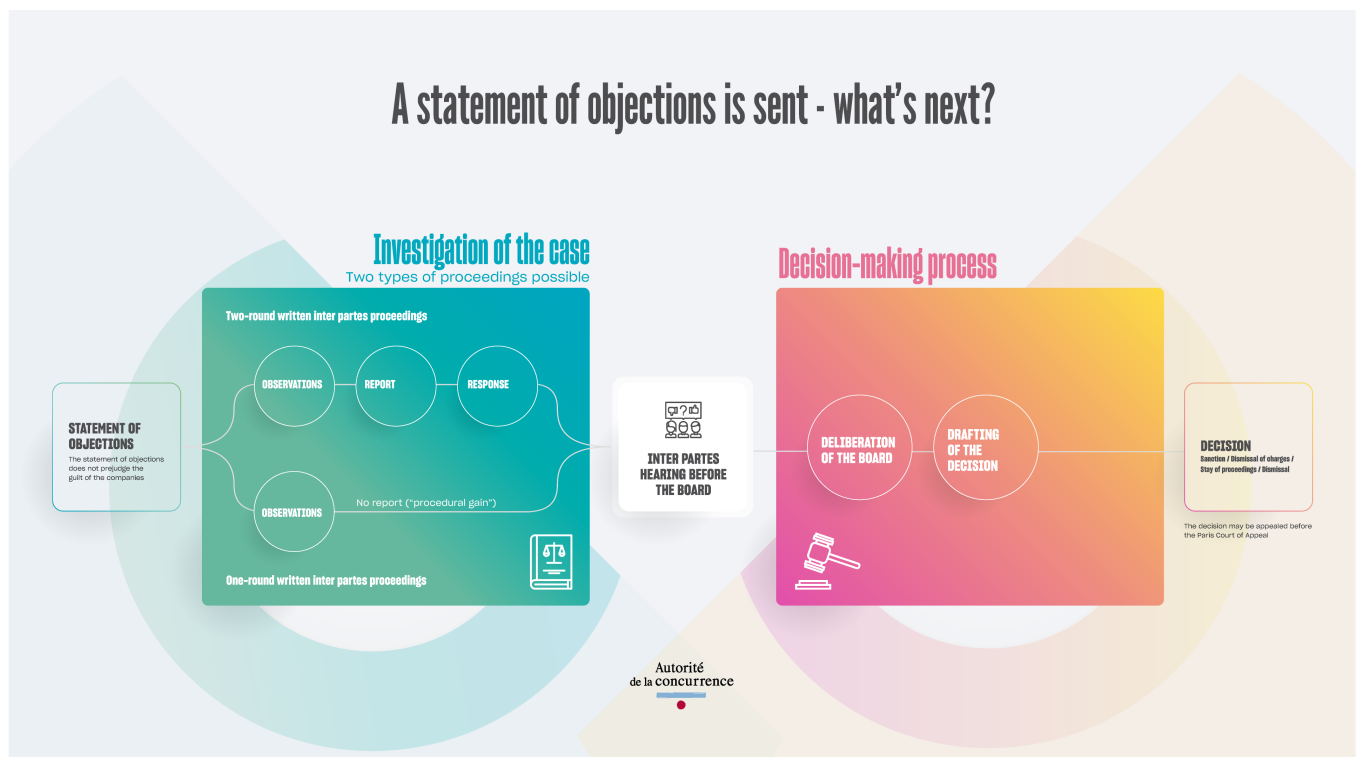 A statement of objections is sent - what's next?
Investigation of the case
Two types of proceedings possible
Decision-making process
Two-round written inter partes proceedings
OBSERVATIONS
REPORT
RESPONSE
STATEMENT OF
OBJECTIONS
The statement of objections
does not prejudge the
guilt of the companies
OBSERVATIONS
No report ("procedural gain")
One-round written inter partes proceedings
?
INTER PARTES
HEARING BEFORE
THE BOARD
DELIBERATION
OF THE BOARD
DRAFTING
OF THE
DECISION
DECISION
Sanction / Dismissal of charges /
Stay of proceedings / Dismissal
The decision may be appealed before
the Paris Court of Appeal
Autorité
de la concurrence